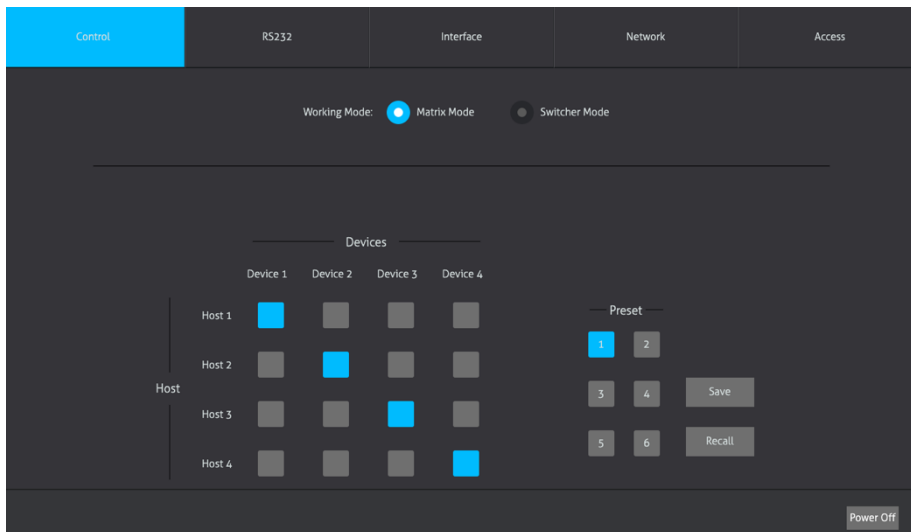 Control RS232 Interface Network Access
Working Mode: Matrix Mode Switcher Mode
Devices
Device 1 Device 2 Device 3 Device 4
Host 1
Preset
1 2
Host 2
Host
3 4 Save
Host 3
5 6 Recall
Host 4
Power Off